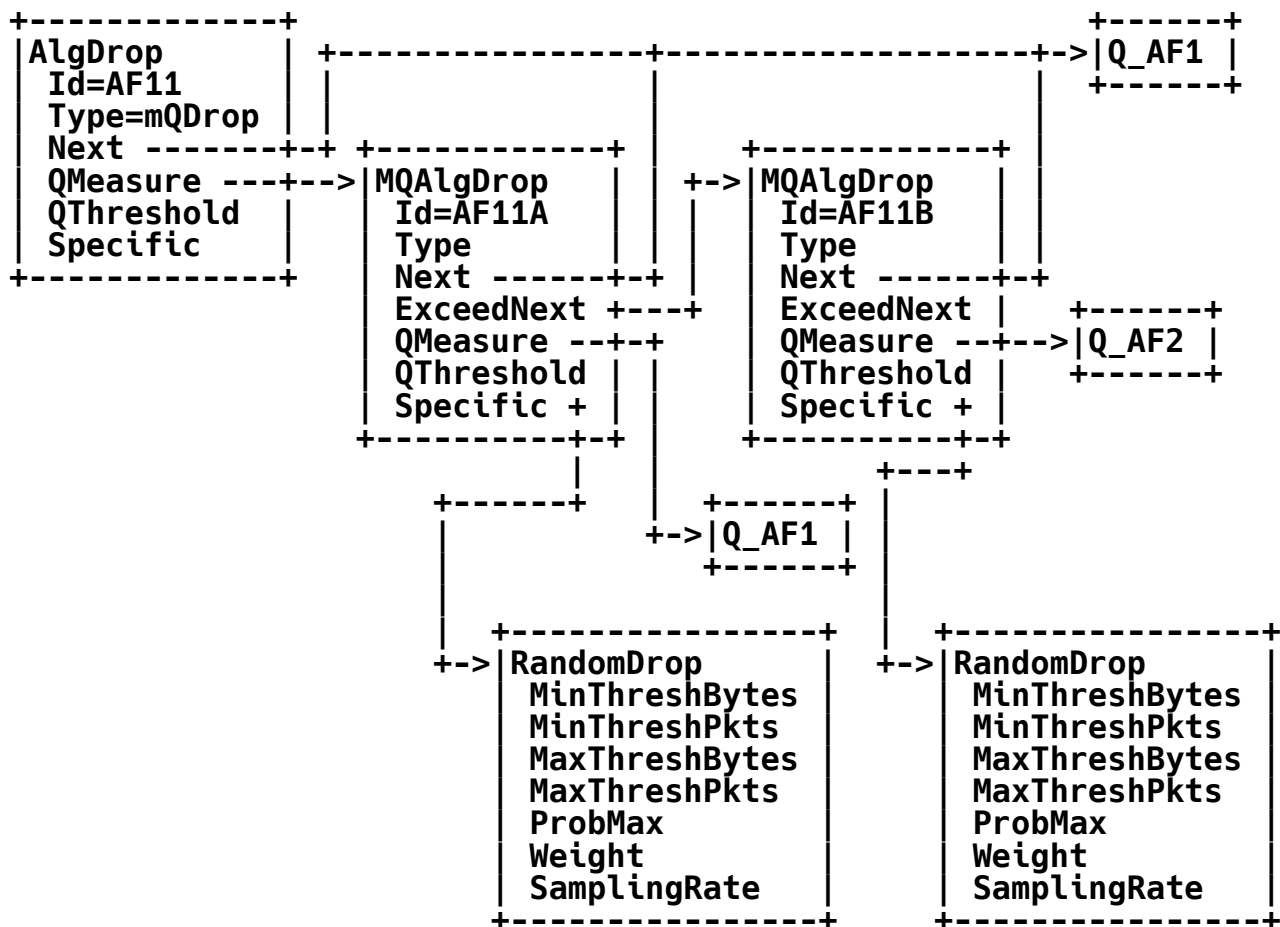 AlgDrop
Id=AF11
Type=mQDrop
Next
QMeasure
QThreshold
Specific
Q_AF1
MQAlgDrop
Id=AF11A
Type
Next
ExceedNext
QMeasure
QThreshold
Specific
MQAlgDrop
Id=AF11B
Type
Next
ExceedNext
QMeasure
QThreshold
Specific
Q_AF2
Q_AF1
RandomDrop
MinThreshBytes
MinThreshPkts
MaxThreshBytes
MaxThreshPkts
ProbMax
Weight
SamplingRate
RandomDrop
MinThreshBytes
MinThreshPkts
MaxThreshBytes
MaxThreshPkts
ProbMax
Weight
SamplingRate